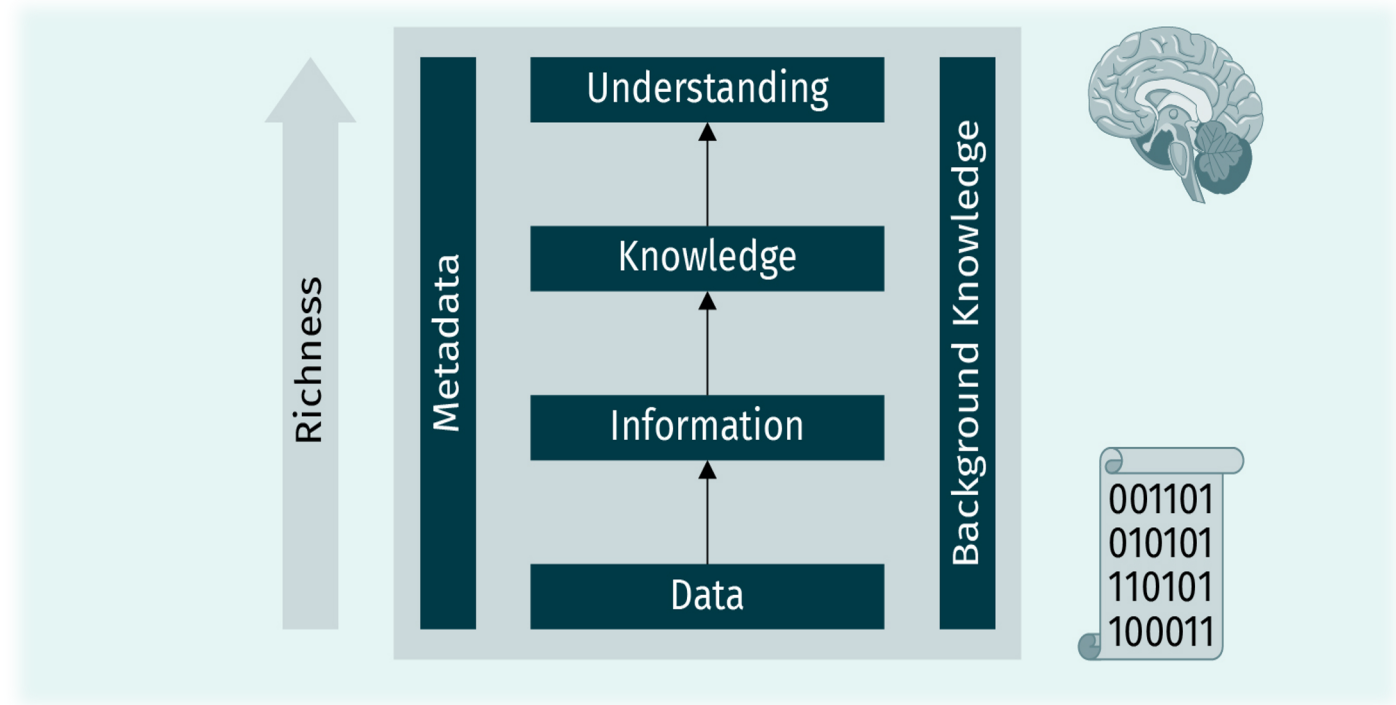 Richness
Metadata
Understanding
Knowledge
Information
Data
Background Knowledge
001101
010101
110101
100011